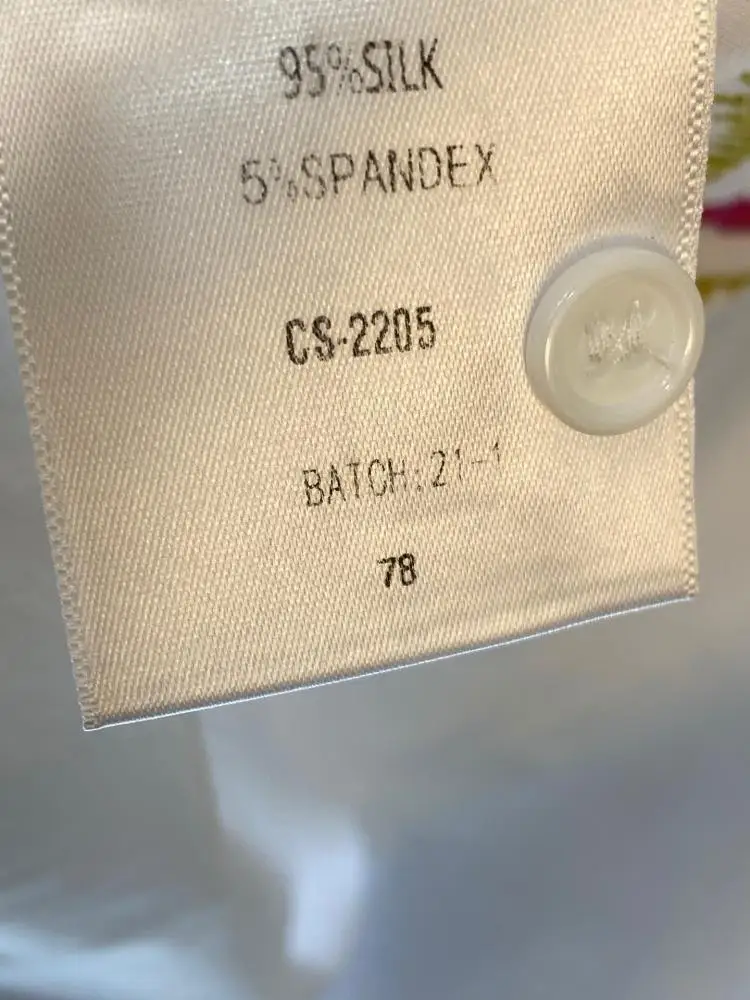 95%SILK
5%SPANDEX
CS-2205
BATCH:21-1
78